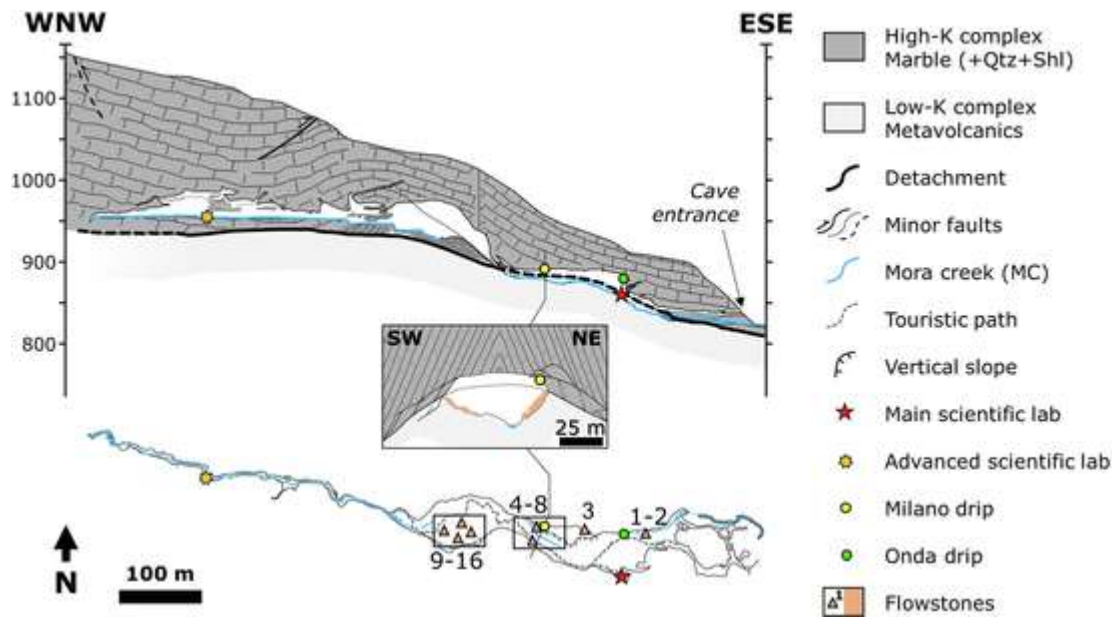 WNW
ESE
1100
1000
900
800
Cave
entrance
SW
NE
25 m
4-8
3
1-2
9-16
N
100 m
High-K complex
Marble (+Qtz+Shl)
Low-K complex
Metavolcanics
Detachment
Minor faults
Mora creek (MC)
Touristic path
Vertical slope
Main scientific lab
Advanced scientific lab
Milano drip
Onda drip
1
Flowstones